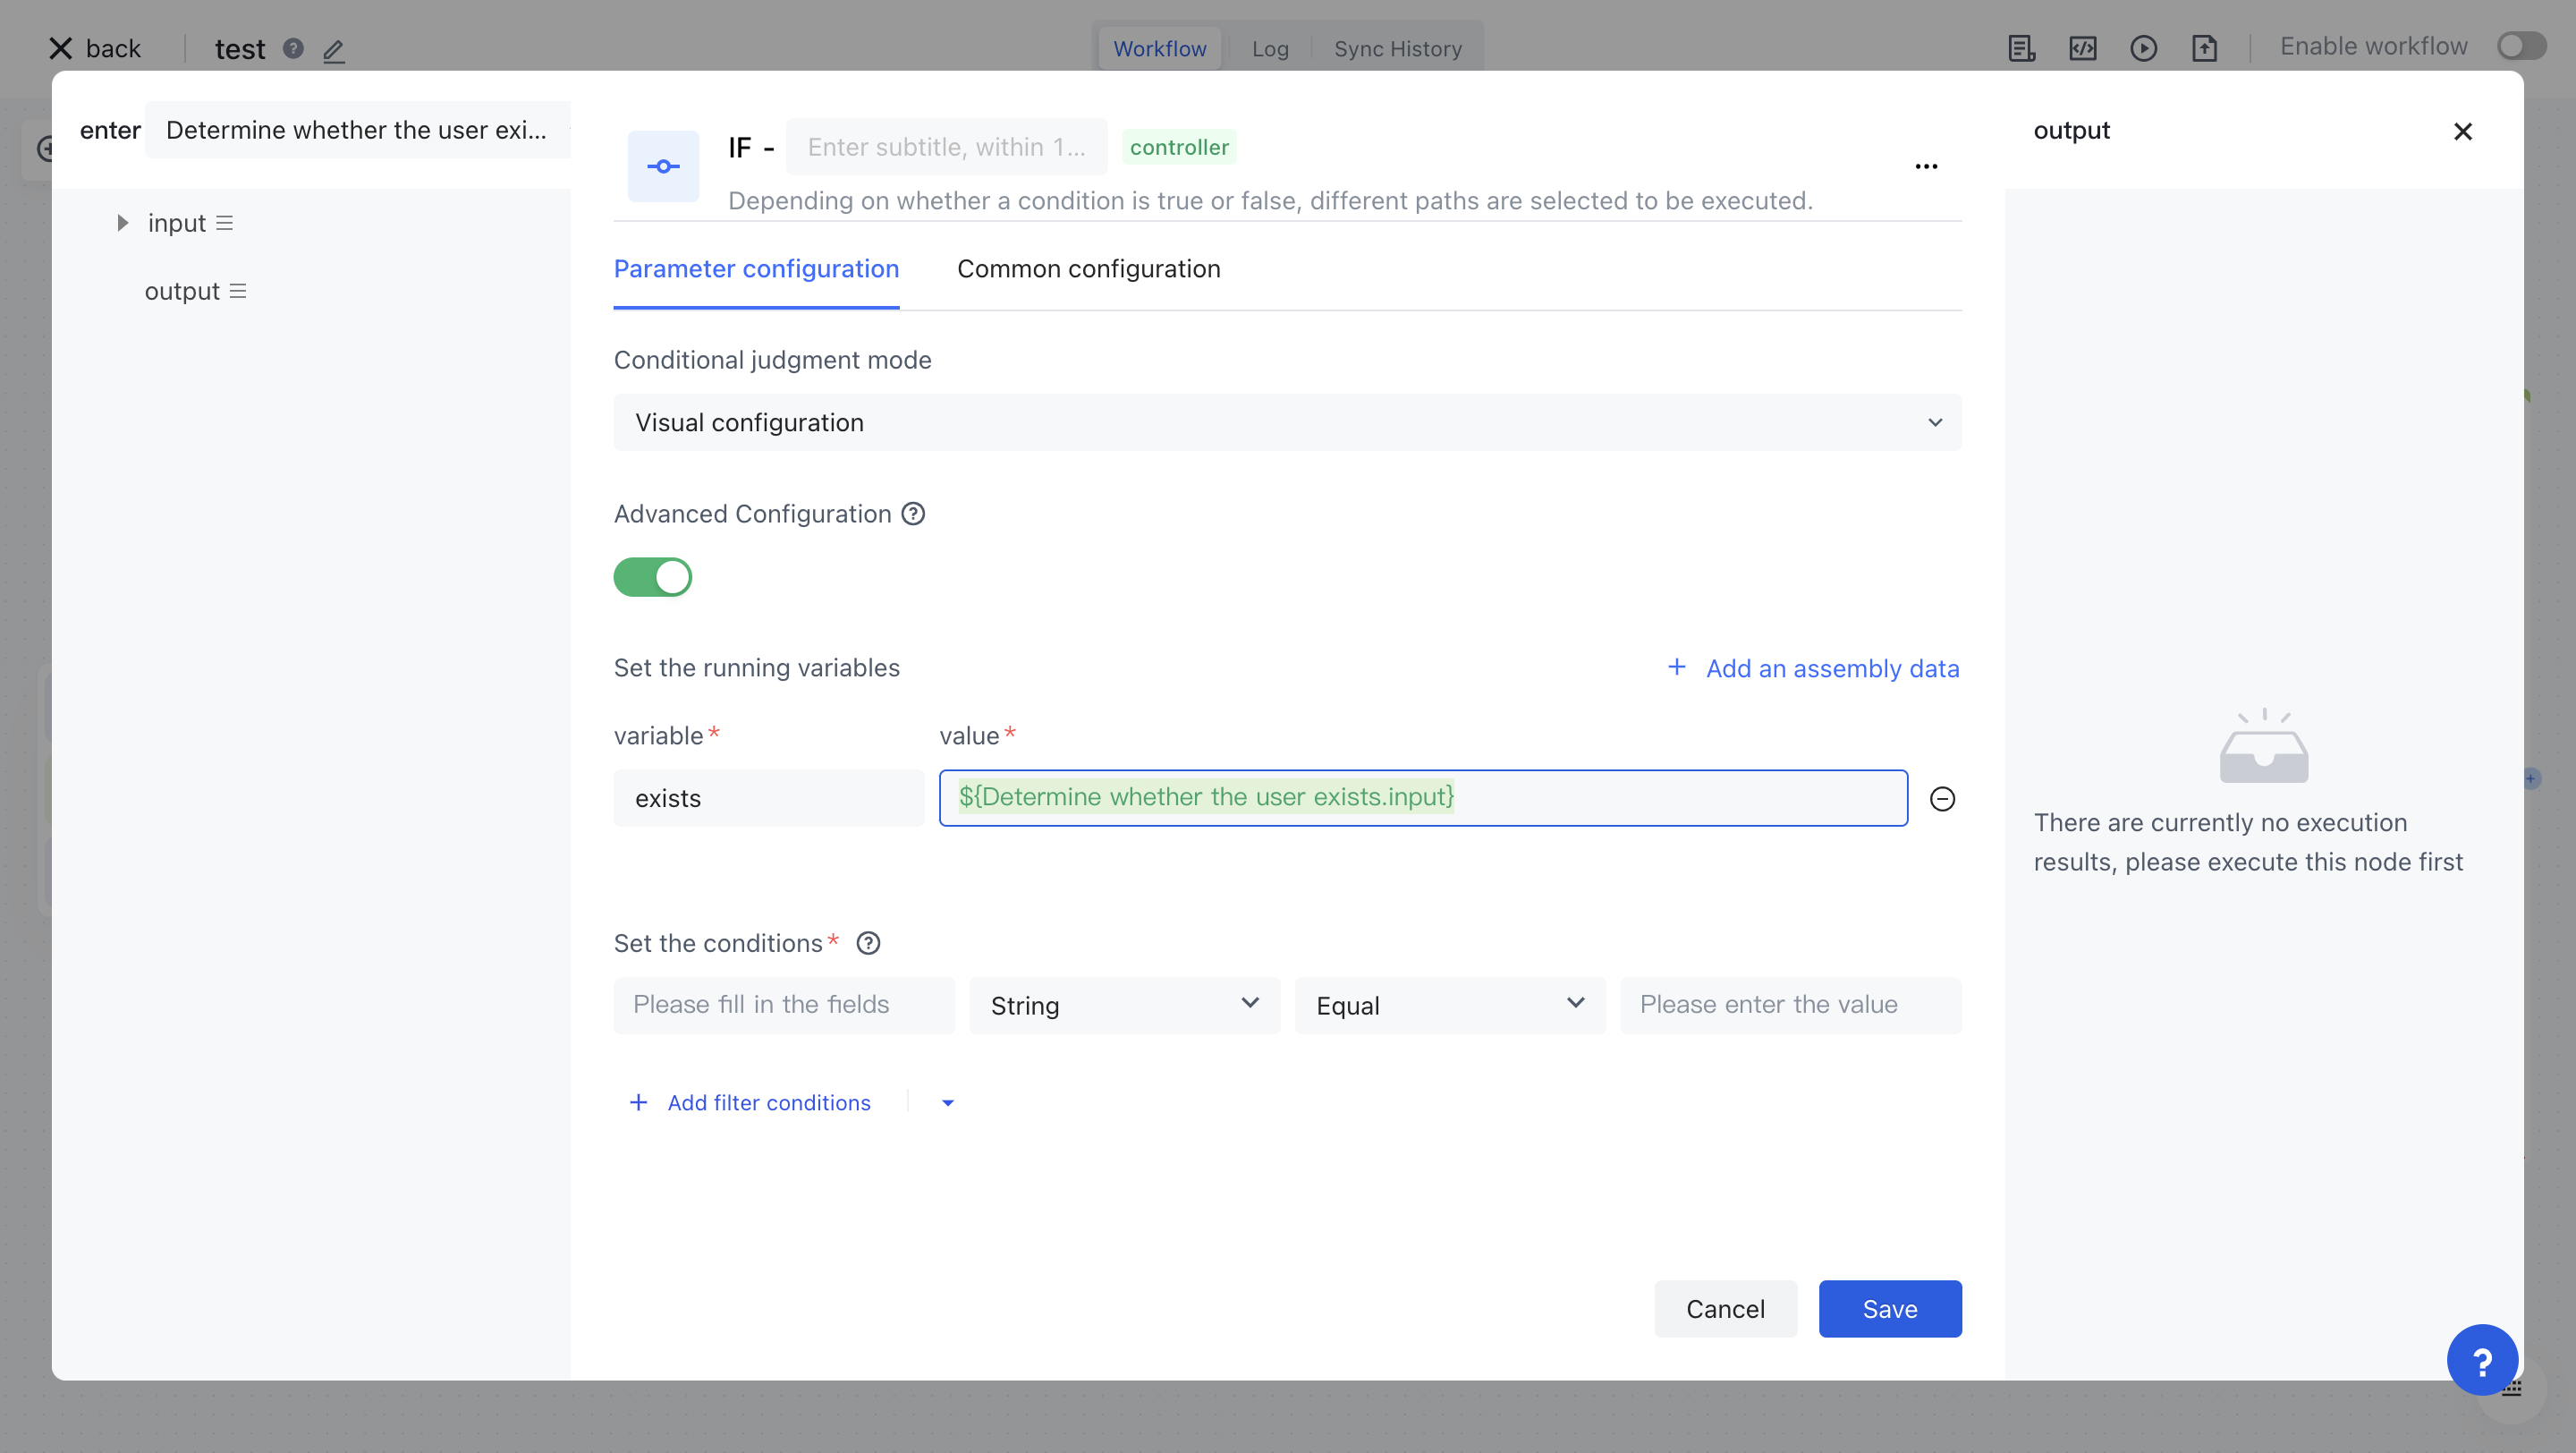 back
test
Workflow
Log
Sync History
Enable workflow
enter
Determine whether the user exi...
input
output
IF -
Enter subtitle, within 1...
controller
Depending on whether a condition is true or false, different paths are selected to be executed.
Parameter configuration
Common configuration
Conditional judgment mode
Visual configuration
Advanced Configuration
Set the running variables
+ Add an assembly data
variable*
value*
exists
${Determine whether the user exists.input}
Set the conditions*
Please fill in the fields
String
Equal
Please enter the value
+ Add filter conditions
Cancel
Save
output
There are currently no execution
results, please execute this node first